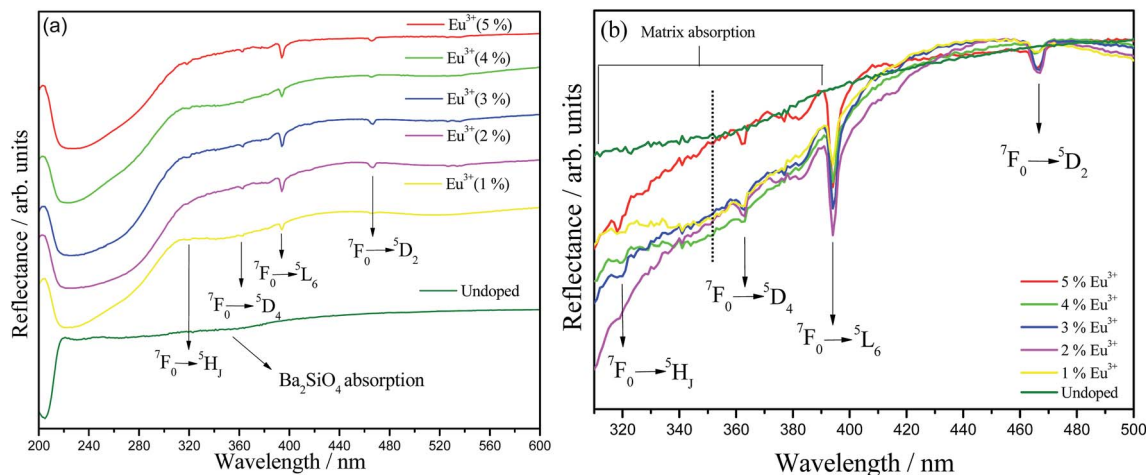 (a)
Eu³⁺(5 %)
Eu³⁺(4 %)
Eu³⁺(3 %)
Eu³⁺(2 %)
Eu³⁺(1 %)
Undoped
⁷F₀→⁵D₂
⁷F₀→⁵L₆
⁷F₀→⁵D₄
⁷F₀→⁵H_J
Ba₂SiO₄ absorption
Reflectance / arb. units
200 240 280 320 360 400 440 480 520 560 600
Wavelength / nm
(b)
Matrix absorption
⁷F₀→⁵D₂
⁷F₀→⁵D₄
⁷F₀→⁵L₆
⁷F₀→⁵H_J
5 % Eu³⁺
4 % Eu³⁺
3 % Eu³⁺
2 % Eu³⁺
1 % Eu³⁺
Undoped
Reflectance / arb. units
320 340 360 380 400 420 440 460 480 500
Wavelength / nm